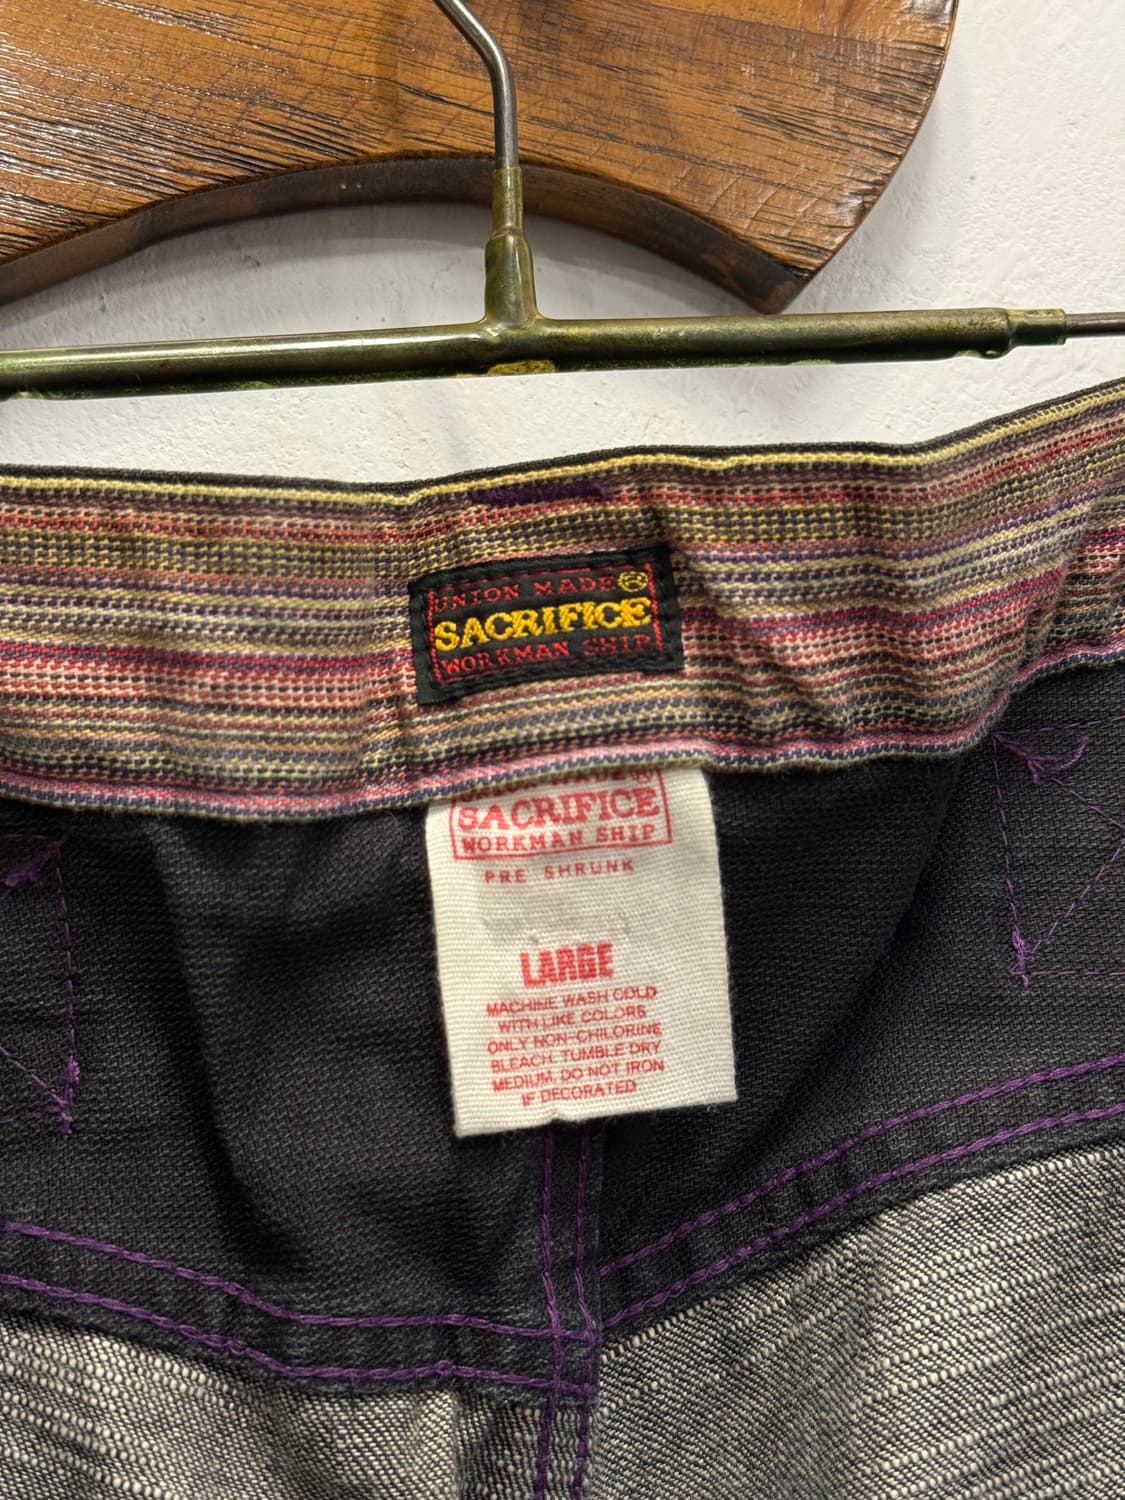 UNION MADE®
SACRIFICE
WORKMAN SHIP
SACRIFICE
WORKMAN SHIP
PRE SHRUNK
LARGE
MACHINE WASH COLD
WITH LIKE COLORS
ONLY NON-CHILORINE
BLEACH. TUMBLE DRY
MEDIUM, DO NOT IRON
IF DECORATED